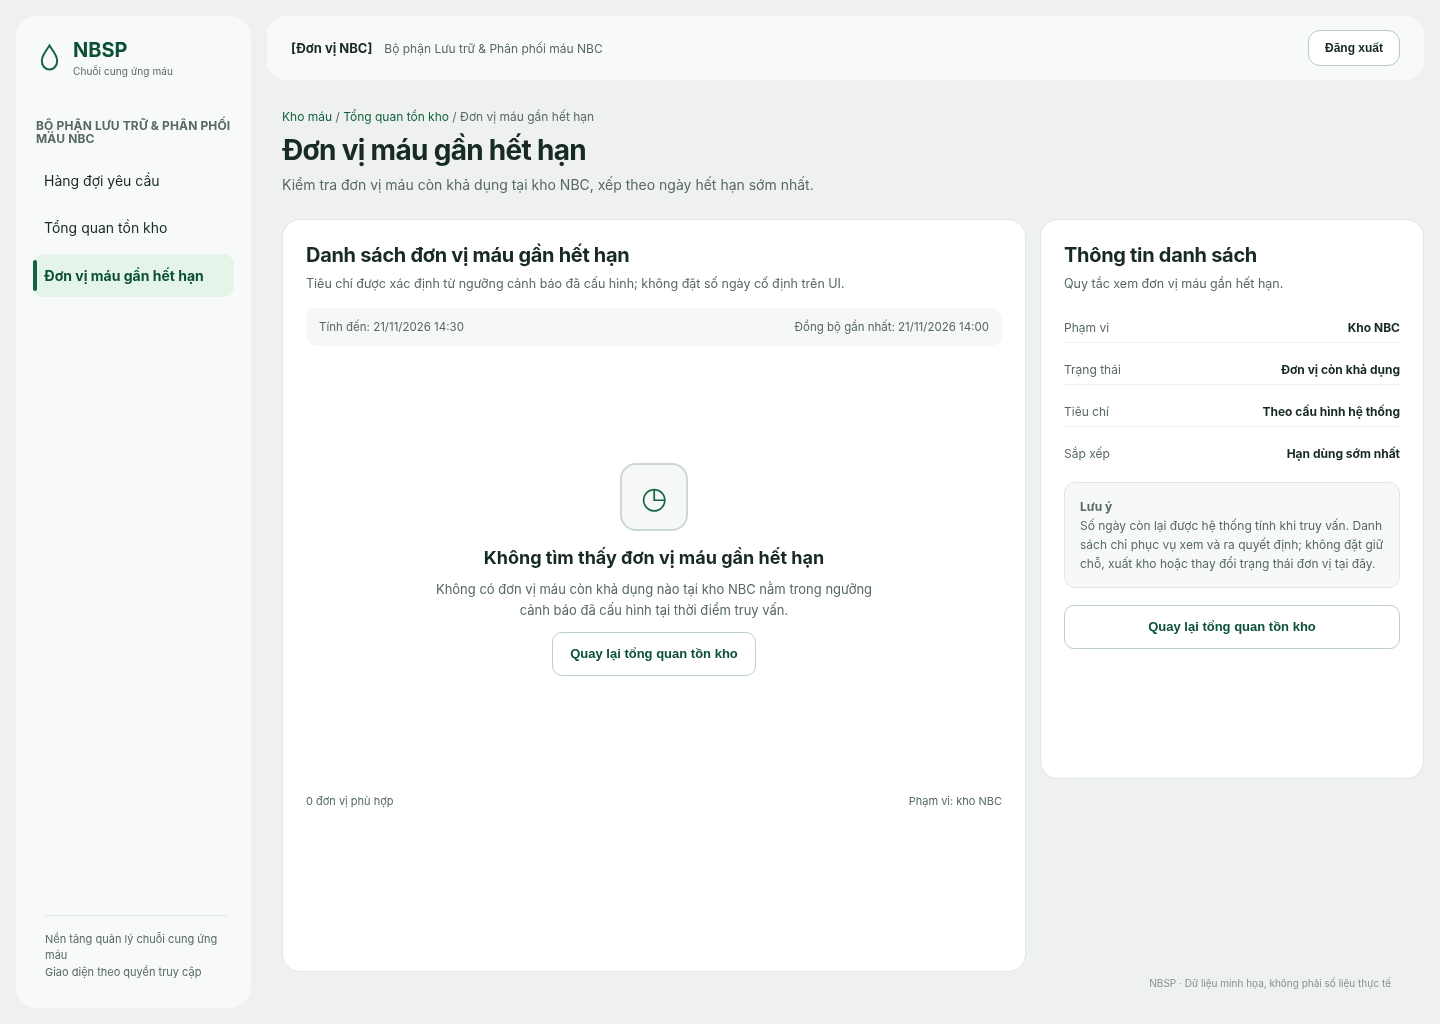 NBSP
Chuỗi cung ứng máu
BỘ PHẬN LƯU TRỮ & PHÂN PHỐI
MÁU NBC
Hàng đợi yêu cầu
Tổng quan tồn kho
Đơn vị máu gần hết hạn
Nền tảng quản lý chuỗi cung ứng
máu
Giao diện theo quyền truy cập
[Đơn vị NBC] Bộ phận Lưu trữ & Phân phối máu NBC
Đăng xuất
Kho máu / Tổng quan tồn kho / Đơn vị máu gần hết hạn
Đơn vị máu gần hết hạn
Kiểm tra đơn vị máu còn khả dụng tại kho NBC, xếp theo ngày hết hạn sớm nhất.
Danh sách đơn vị máu gần hết hạn
Tiêu chí được xác định từ ngưỡng cảnh báo đã cấu hình; không đặt số ngày cố định trên UI.
Tính đến: 21/11/2026 14:30
Đồng bộ gần nhất: 21/11/2026 14:00
Không tìm thấy đơn vị máu gần hết hạn
Không có đơn vị máu còn khả dụng nào tại kho NBC nằm trong ngưỡng
cảnh báo đã cấu hình tại thời điểm truy vấn.
Quay lại tổng quan tồn kho
0 đơn vị phù hợp
Phạm vi: kho NBC
Thông tin danh sách
Quy tắc xem đơn vị máu gần hết hạn.
Phạm vi Kho NBC
Trạng thái Đơn vị còn khả dụng
Tiêu chí Theo cấu hình hệ thống
Sắp xếp Hạn dùng sớm nhất
Lưu ý
Số ngày còn lại được hệ thống tính khi truy vấn. Danh
sách chỉ phục vụ xem và ra quyết định; không đặt giữ
chỗ, xuất kho hoặc thay đổi trạng thái đơn vị tại đây.
Quay lại tổng quan tồn kho
NBSP · Dữ liệu minh họa, không phải số liệu thực tế